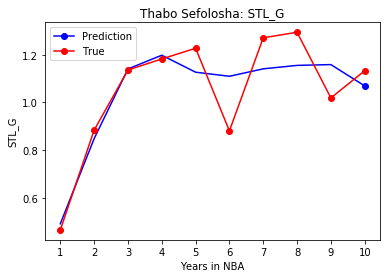 Thabo Sefolosha: STL_G
Prediction
True
STL_G
1.2
1.0
0.8
0.6
1 2 3 4 5 6 7 8 9 10
Years in NBA